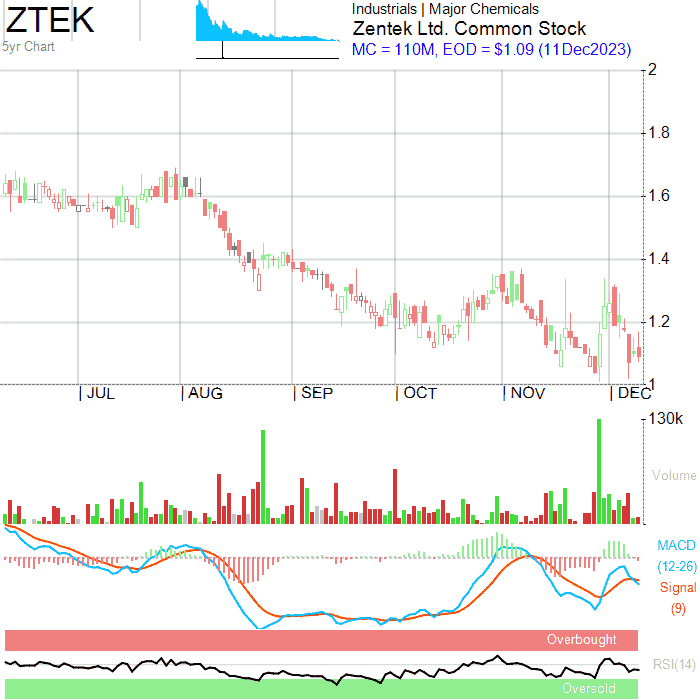 ZTEK
5yr Chart
Industrials | Major Chemicals
Zentek Ltd. Common Stock
MC = 110M, EOD = $1.09 (11Dec2023)
2
1.8
1.6
1.4
1.2
1
JUL AUG SEP OCT NOV DEC
130k
Volume
MACD
(12-26)
Signal
(9)
Overbought
RSI(14)
Oversold